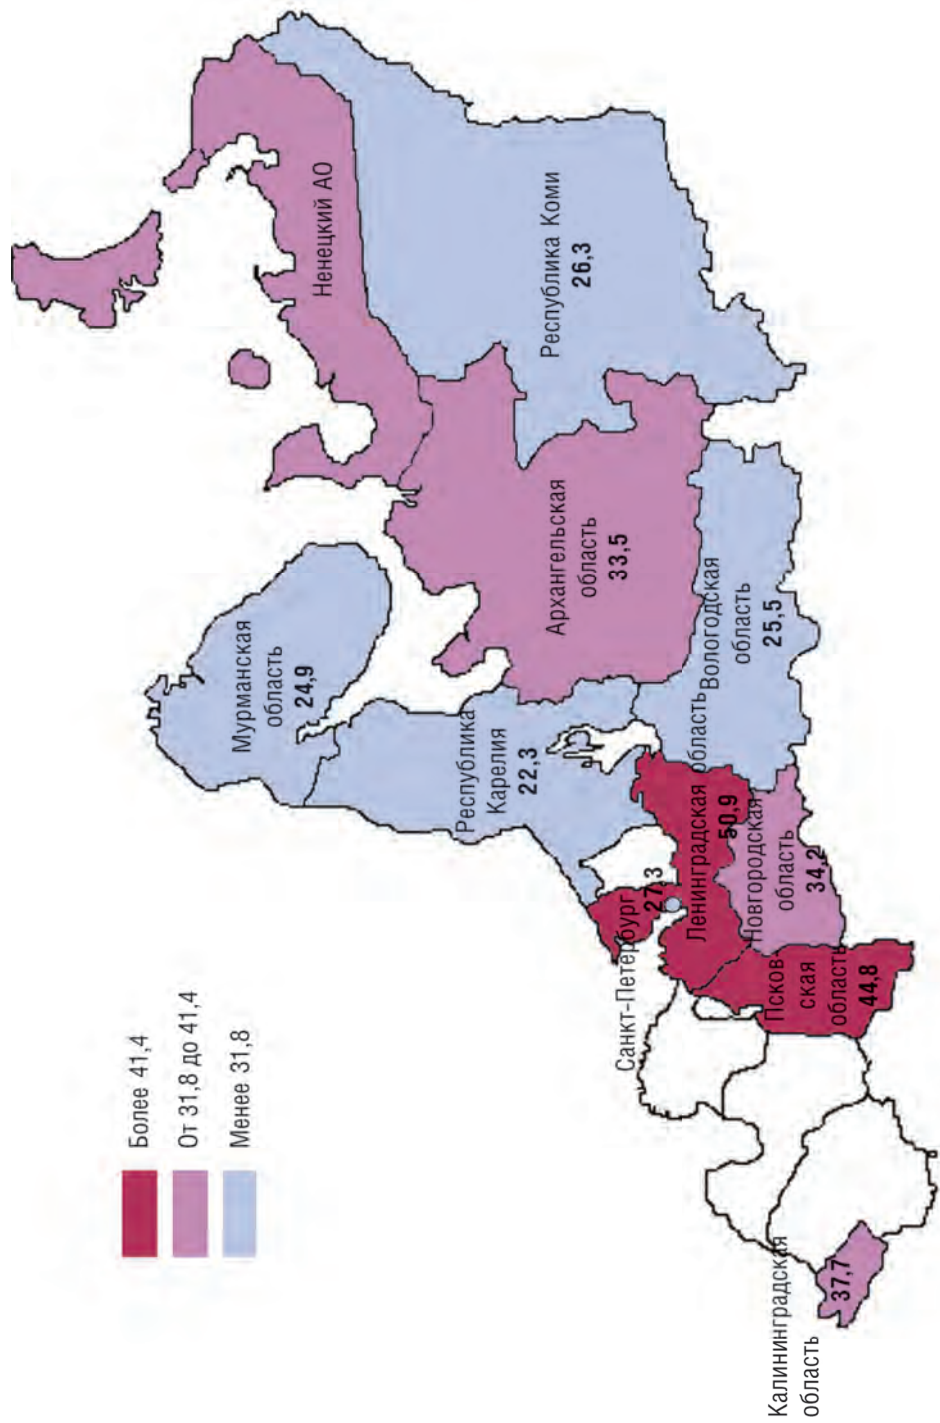 Более 41,4
От 31,8 до 41,4
Менее 31,8
Мурманская
область
24,9
Ненецкий АО
Республика
Карелия
22,3
Архангельская
область
33,5
Республика Коми
26,3
Санкт-Петербург
27,3
Ленинградская область
50,9
Вологодская
область
25,5
Новгородская
область
34,2
Псков
ская
область
44,8
Калининградская
область
37,7